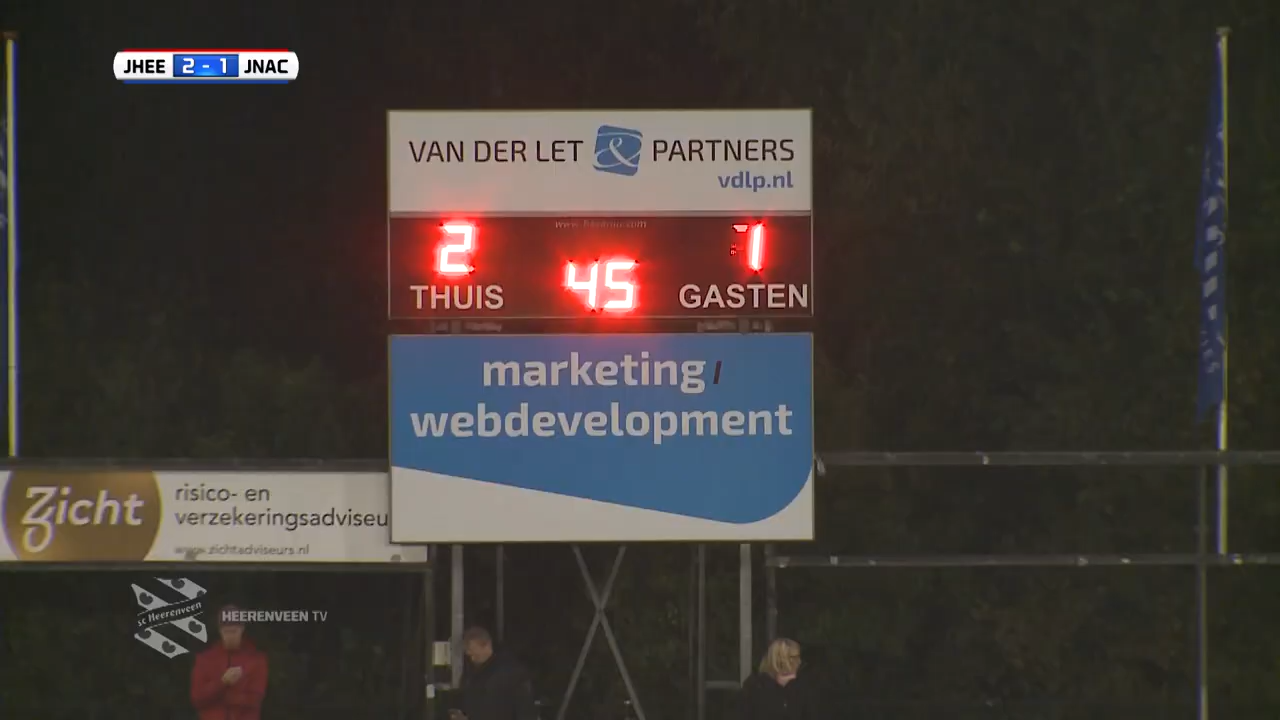 JHEE 2 - 1 JNAC
VAN DER LET & PARTNERS
vdlp.nl
2 1
45
THUIS GASTEN
marketing/
webdevelopment
Zicht
risico- en
verzekeringsadviseu
www.zichtadviseurs.nl
sc Heerenveen
HEERENVEEN TV